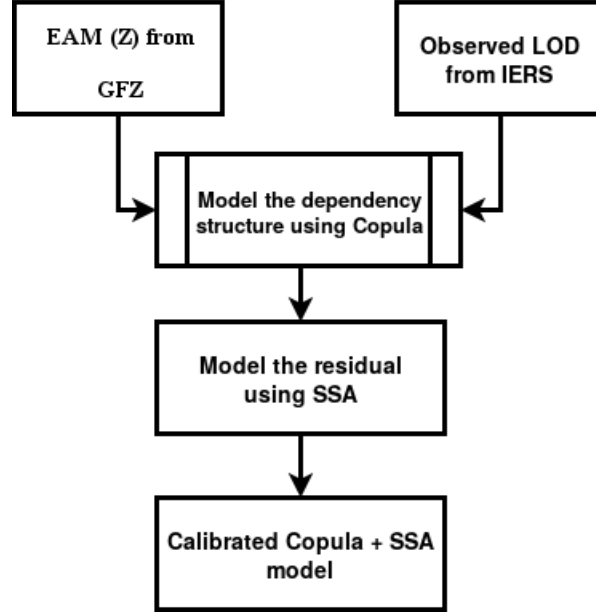 EAM (Z) from
GFZ
Observed LOD
from IERS
Model the dependency
structure using Copula
Model the residual
using SSA
Calibrated Copula + SSA
model